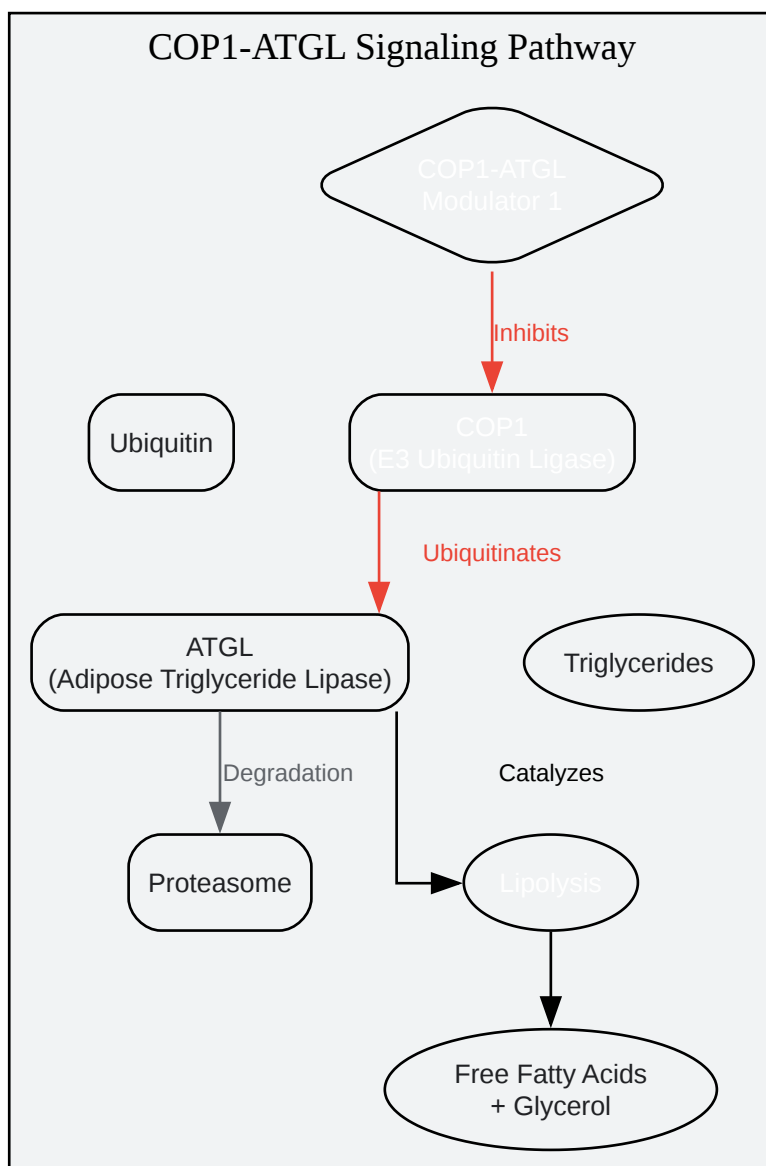 COP1-ATGL Signaling Pathway
COP1-ATGL
Modulator 1
Inhibits
Ubiquitin
COP1
(E3 Ubiquitin Ligase)
Ubiquitinates
ATGL
(Adipose Triglyceride Lipase)
Triglycerides
Degradation
Catalyzes
Proteasome
Lipolysis
Free Fatty Acids
+ Glycerol